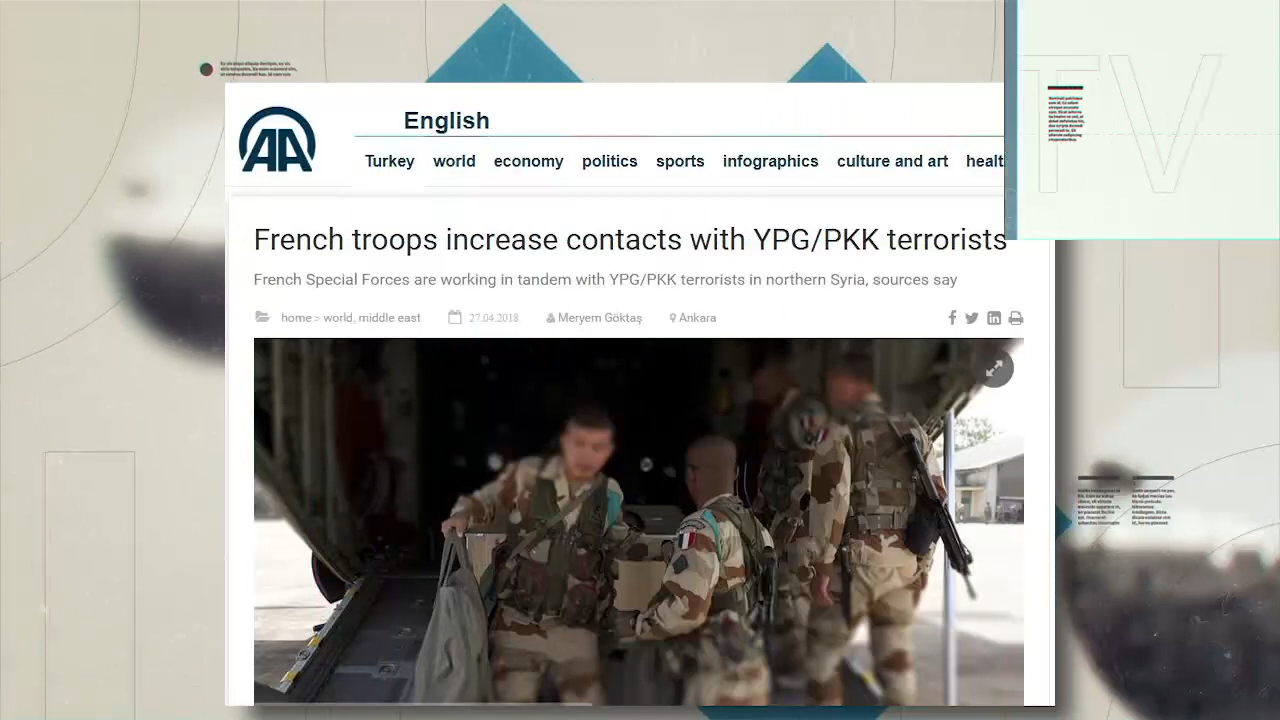 TV
AA
English
Turkey world economy politics sports infographics culture and art healt
French troops increase contacts with YPG/PKK terrorists
French Special Forces are working in tandem with YPG/PKK terrorists in northern Syria, sources say
home > world, middle east 27.04.2018 Meryem Göktaş Ankara